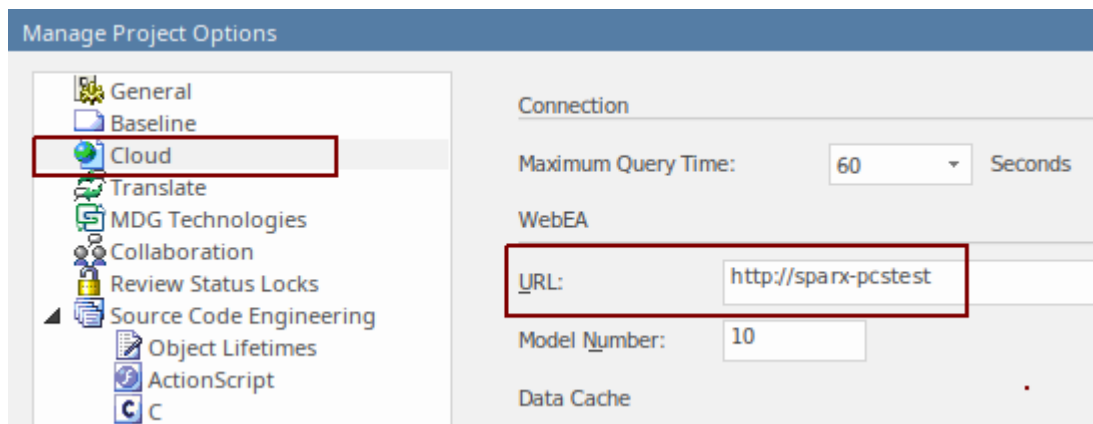 Manage Project Options
General
Baseline
Cloud
Translate
MDG Technologies
Collaboration
Review Status Locks
Source Code Engineering
Object Lifetimes
ActionScript
C
Connection
Maximum Query Time: 60 Seconds
WebEA
URL: http://sparx-pcstest
Model Number: 10
Data Cache